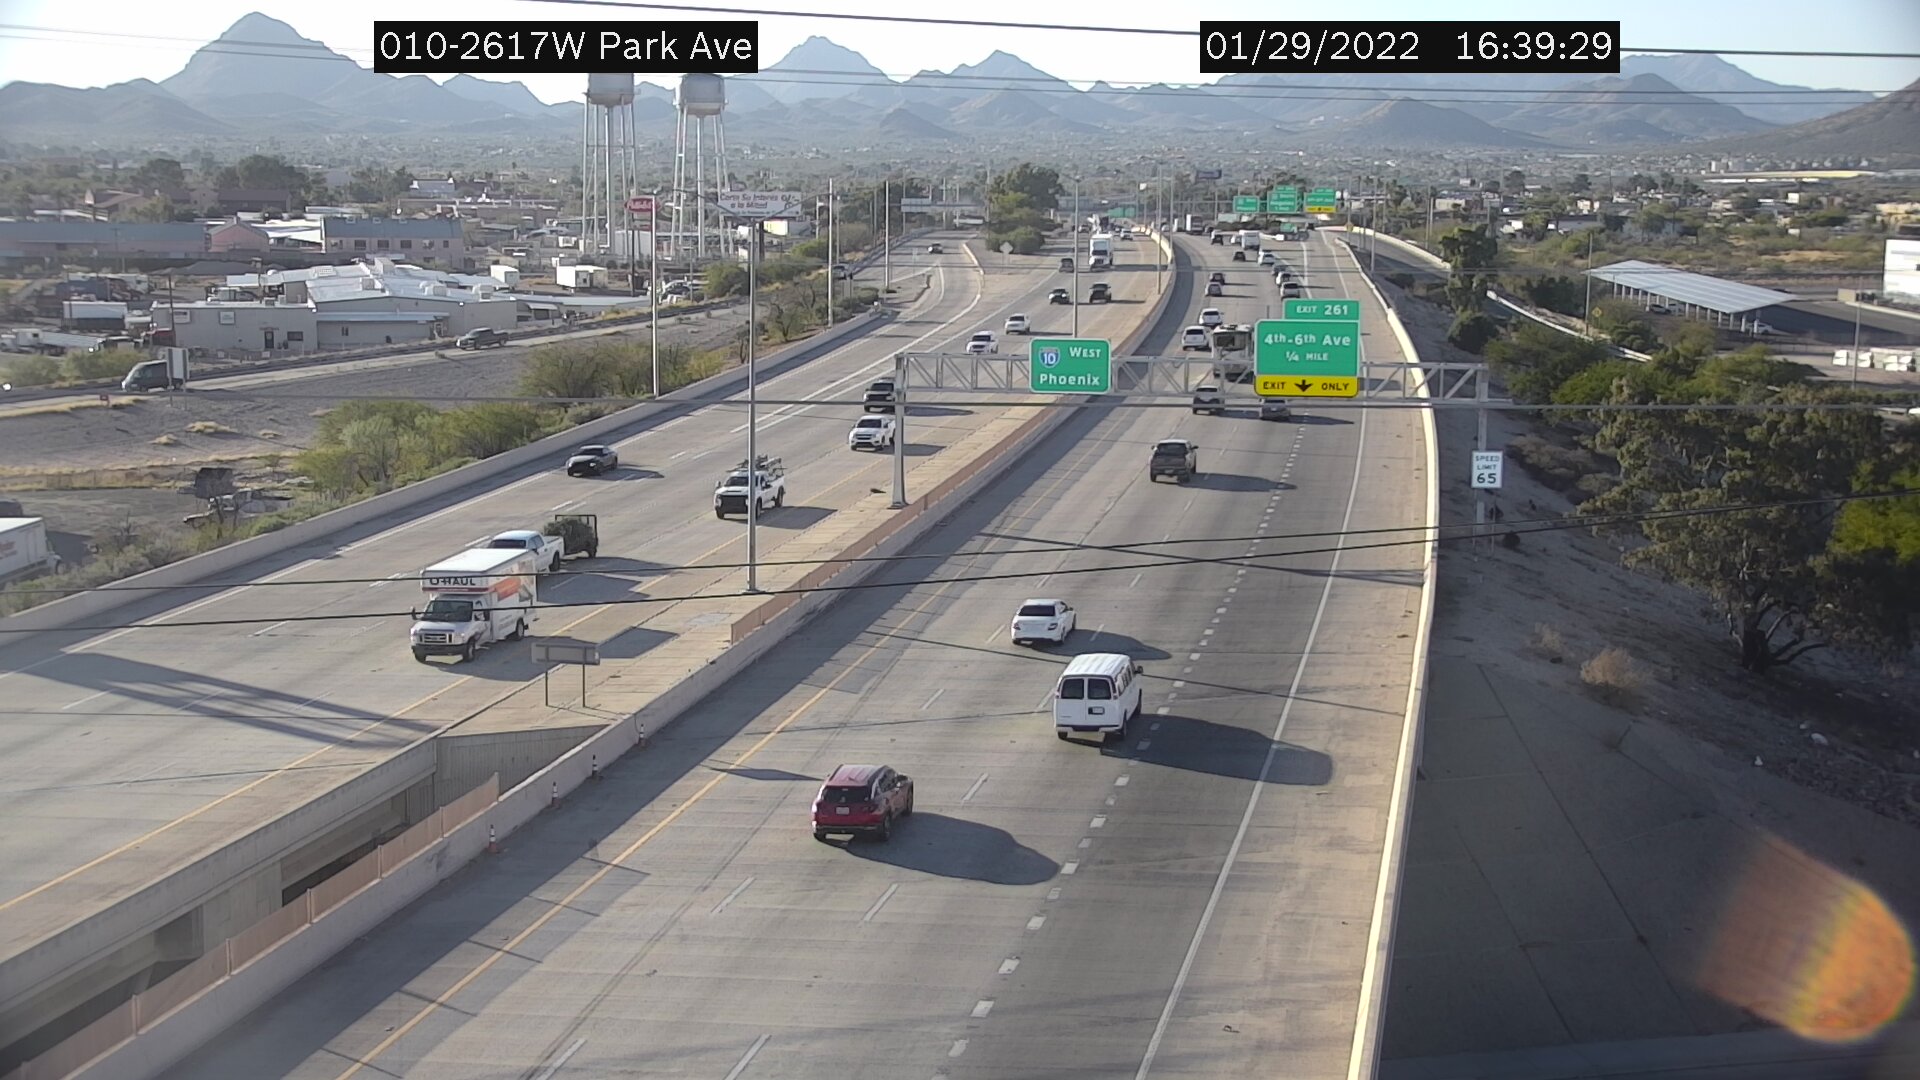 010-2617W Park Ave
01/29/2022 16:39:29
EXIT 261
4th-6th Ave
1/4 MILE
EXIT ONLY
10
WEST
Phoenix
SPEED
LIMIT
65
U-HAUL